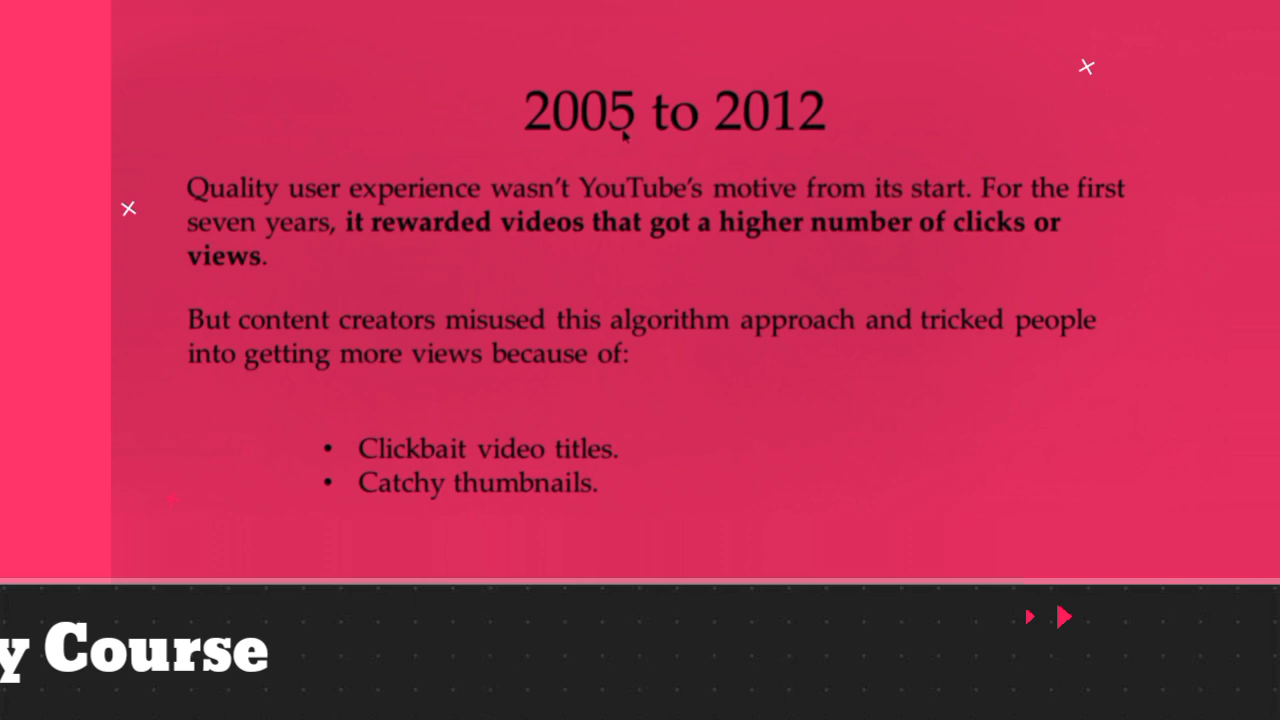 2005 to 2012
Quality user experience wasn't YouTube's motive from its start. For the first
seven years, it rewarded videos that got a higher number of clicks or
views.
But content creators misused this algorithm approach and tricked people
into getting more views because of:
• Clickbait video titles.
• Catchy thumbnails.
y Course